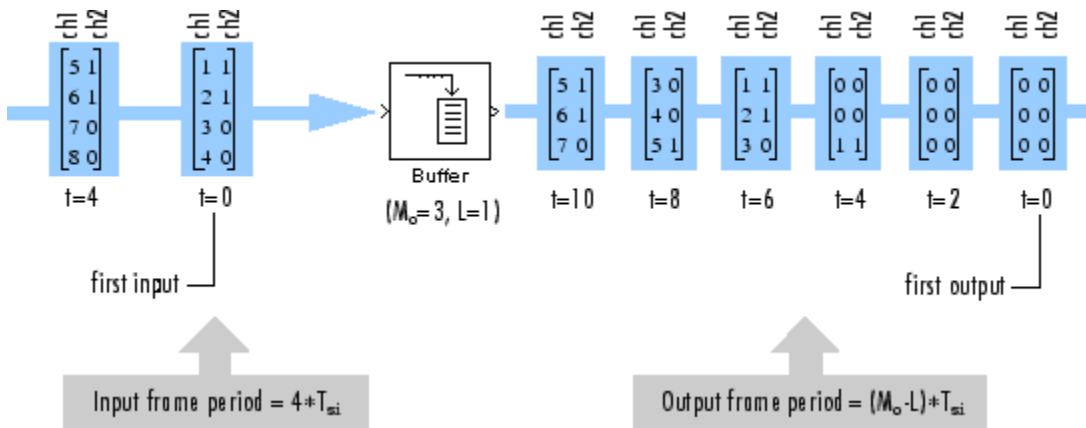 ch1 ch2 ch1 ch2 ch1 ch2 ch1 ch2 ch1 ch2 ch1 ch2 ch1 ch2 ch1 ch2
5 1 1 1 5 1 3 0 1 1 0 0 0 0 0 0
6 1 2 1 6 1 4 0 2 1 0 0 0 0 0 0
7 0 3 0 7 0 5 1 3 0 1 1 0 0 0 0
8 0 4 0
Buffer
t=4 t=0 t=10 t=8 t=6 t=4 t=2 t=0
(Mo=3, L=1)
first input first output
Input frame period = 4*Tsi Output frame period = (Mo-L)*Tsi